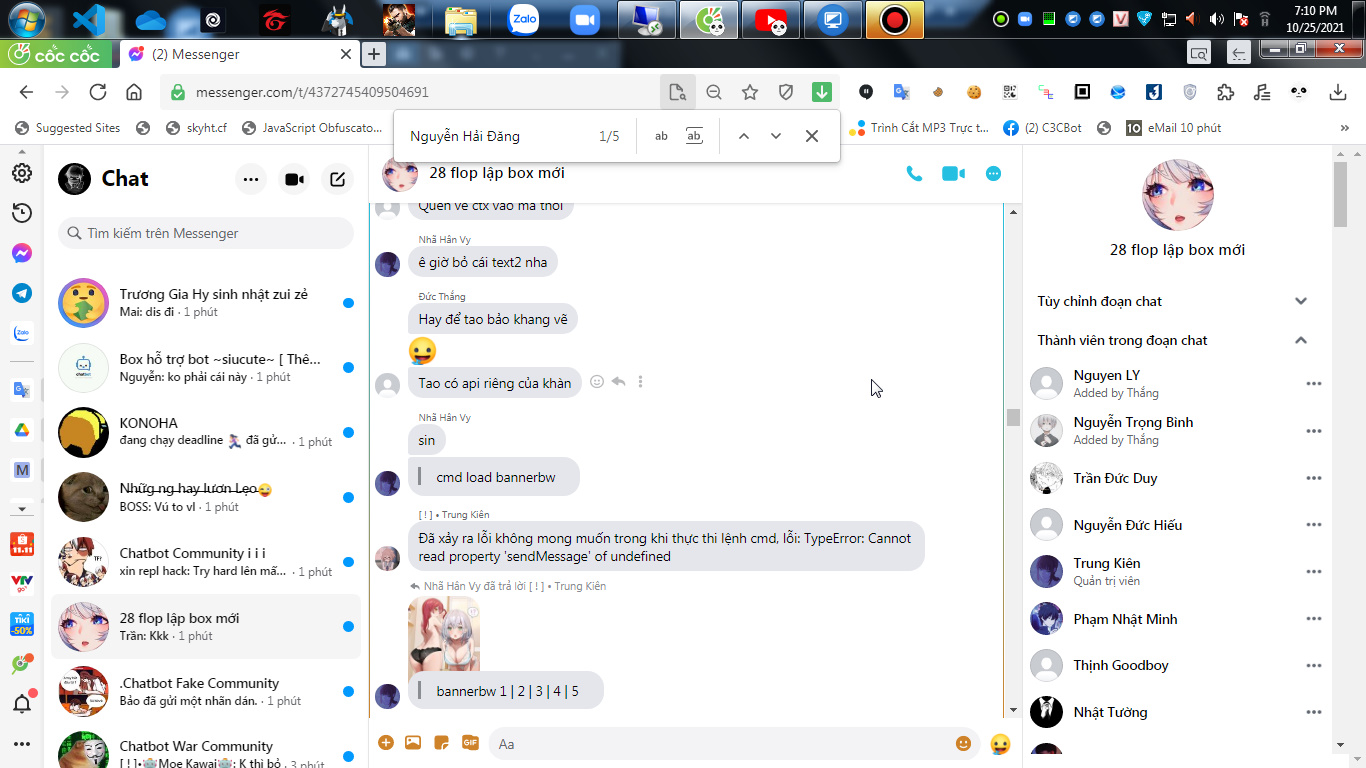 zalo
7:10 PM
10/25/2021
CỐC CỐC
(2) Messenger
messenger.com/t/4372745409504691
Suggested Sites
skyht.cf
JavaScript Obfuscato...
Nguyễn Hải Đăng
1/5
ab
ab
Trình Cắt MP3 Trực t...
(2) C3CBot
10
eMail 10 phút
»
Chat
Tìm kiếm trên Messenger
Trương Gia Hy sinh nhật zui zẻ
Mai: dis đi · 1 phút
Box hỗ trợ bot ~siucute~ [ Thê...
Nguyễn: ko phải cái này · 1 phút
KONOHA
đang chạy deadline 🏃🏻‍♀️ đã gử... · 1 phút
Những ng hay lươn Lẹo😜
BOSS: Vú to vl · 1 phút
Chatbot Community i i i
xin repl hack: Try hard lên mấ... · 1 phút
28 flop lập box mới
Trần: Kkk · 1 phút
.Chatbot Fake Community
Bảo đã gửi một nhãn dán. · 1 phút
Chatbot War Community
[ ! ]•🤖Moe Kawai🤖: K thì bỏ · 3 phút
Zalo
M
11.11
VTV
go
TIKI
-50%
28 flop lập box mới
Quên vẽ ctx vào mà thôi
Nhã Hân Vy
ê giờ bỏ cái text2 nha
Đức Thắng
Hay để tao bảo khang vẽ
😜
Tao có api riêng của khàn
Nhã Hân Vy
sin
cmd load bannerbw
[ ! ] • Trung Kiên
Đã xảy ra lỗi không mong muốn trong khi thực thi lệnh cmd, lỗi: TypeError: Cannot
read property 'sendMessage' of undefined
Nhã Hân Vy đã trả lời [ ! ] • Trung Kiên
bannerbw 1 | 2 | 3 | 4 | 5
GIF
Aa
28 flop lập box mới
Tùy chỉnh đoạn chat
Thành viên trong đoạn chat
Nguyen LY
Added by Thắng
Nguyễn Trọng Bình
Added by Thắng
Trần Đức Duy
Nguyễn Đức Hiếu
Trung Kiên
Quản trị viên
Phạm Nhật Minh
Thịnh Goodboy
Nhật Tường